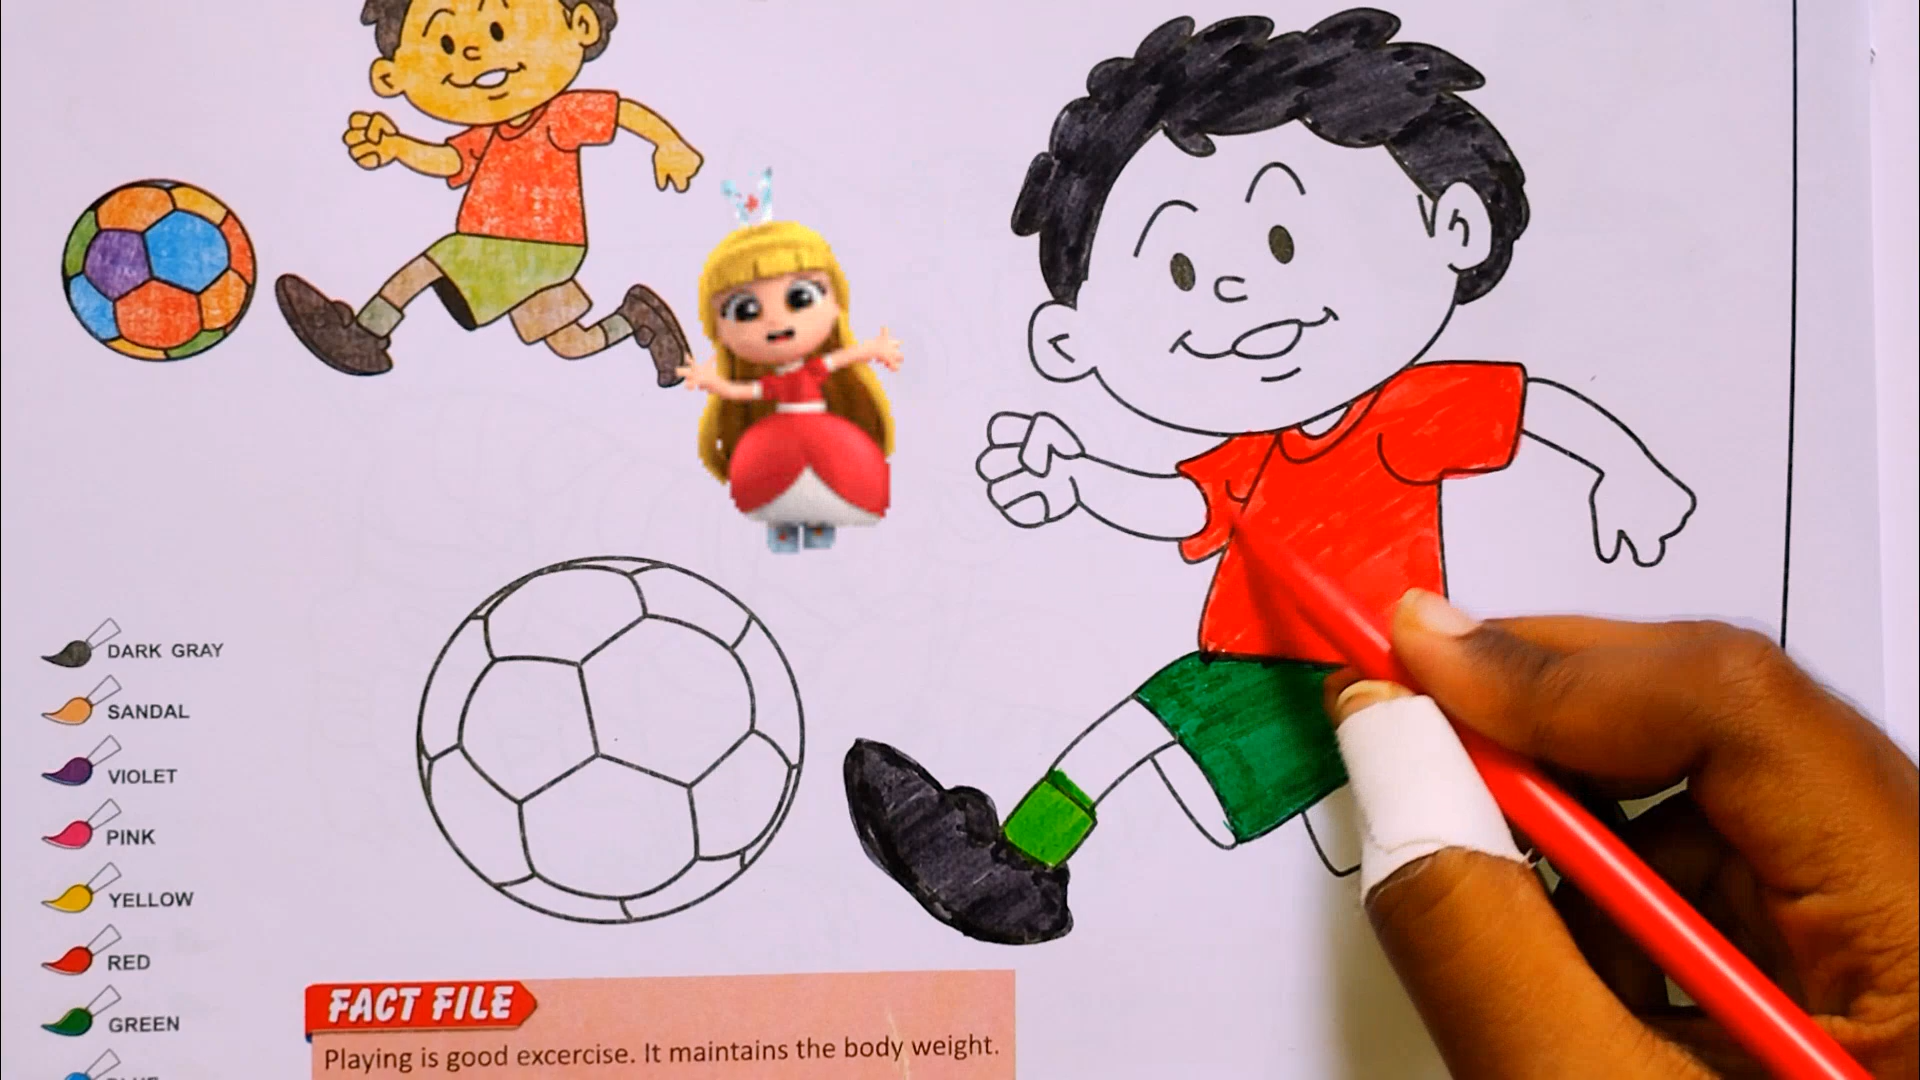 DARK GRAY
SANDAL
VIOLET
PINK
YELLOW
RED
GREEN
FACT FILE
Playing is good excercise. It maintains the body weight.